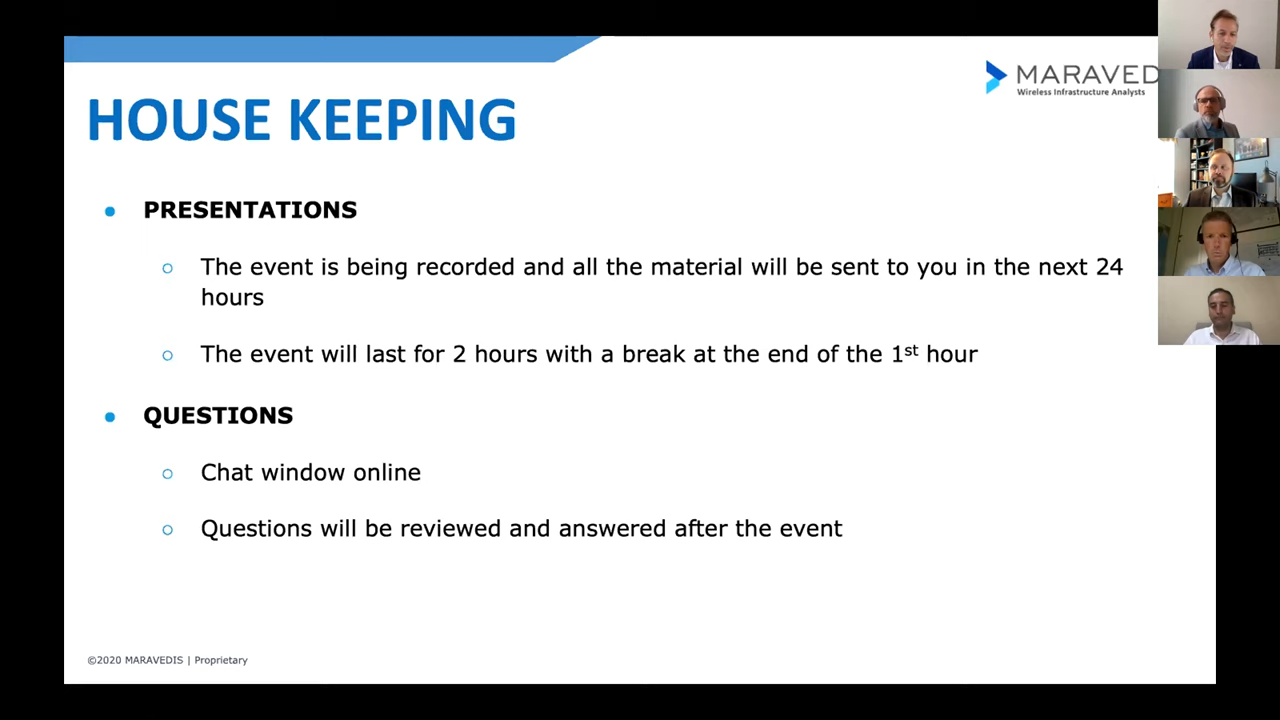 MARAVED
Wireless Infrastructure Analysts
HOUSE KEEPING
PRESENTATIONS
The event is being recorded and all the material will be sent to you in the next 24
hours
The event will last for 2 hours with a break at the end of the 1st hour
QUESTIONS
Chat window online
Questions will be reviewed and answered after the event
©2020 MARAVEDIS | Proprietary